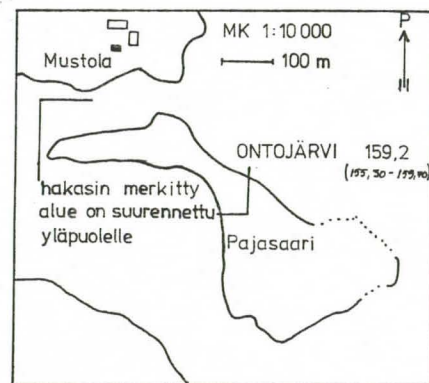 Mustola
MK 1:10 000
100 m
P
ONTOJÄRVI 159,2
(155,30-159,70)
hakasin merkitty
alue on suurennettu
yläpuolelle
Pajasaari